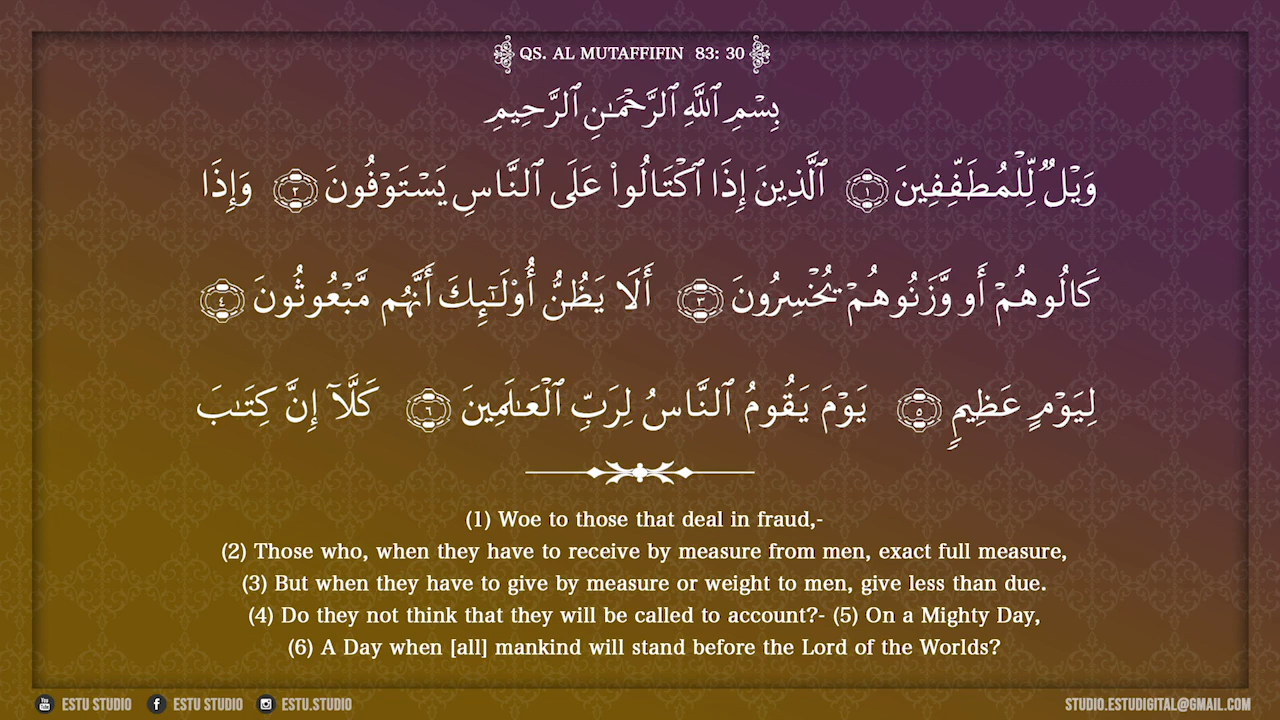 QS. AL MUTAFFIFIN 83: 30
بِسْمِ ٱللَّهِ ٱلرَّحْمَـٰنِ ٱلرَّحِيمِ
وَيْلٌ لِّلْمُطَفِّفِينَ ١ ٱلَّذِينَ إِذَا ٱكْتَالُوا۟ عَلَى ٱلنَّاسِ يَسْتَوْفُونَ ٢ وَإِذَا
كَالُوهُمْ أَو وَّزَنُوهُمْ يُخْسِرُونَ ٣ أَلَا يَظُنُّ أُو۟لَـٰٓئِكَ أَنَّهُم مَّبْعُوثُونَ ٤
لِيَوْمٍ عَظِيمٍ ٥ يَوْمَ يَقُومُ ٱلنَّاسُ لِرَبِّ ٱلْعَـٰلَمِينَ ٦ كَلَّآ إِنَّ كِتَـٰبَ
(1) Woe to those that deal in fraud,-
(2) Those who, when they have to receive by measure from men, exact full measure,
(3) But when they have to give by measure or weight to men, give less than due.
(4) Do they not think that they will be called to account?- (5) On a Mighty Day,
(6) A Day when [all] mankind will stand before the Lord of the Worlds?
ESTU STUDIO ESTU STUDIO ESTU.STUDIO STUDIO.ESTUDIGITAL@GMAIL.COM